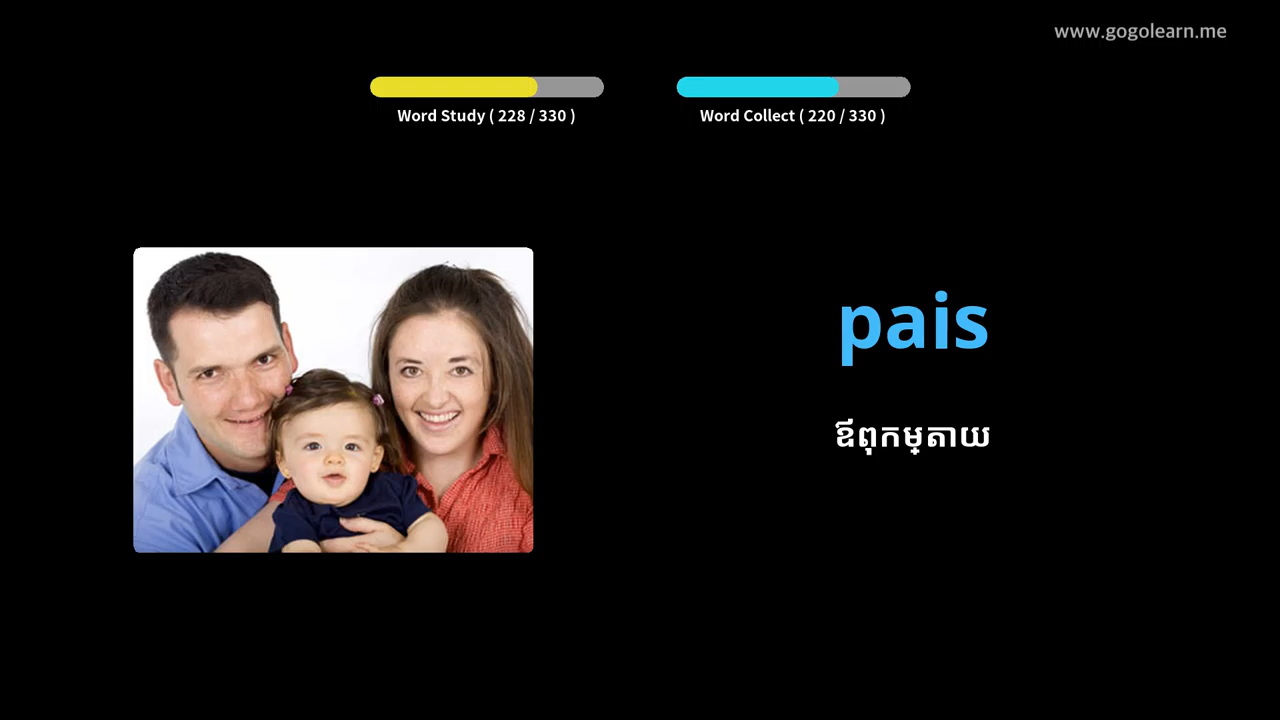 www.gogolearn.me
Word Study ( 228 / 330 )
Word Collect ( 220 / 330 )
pais
ឪពុកម្តាយ